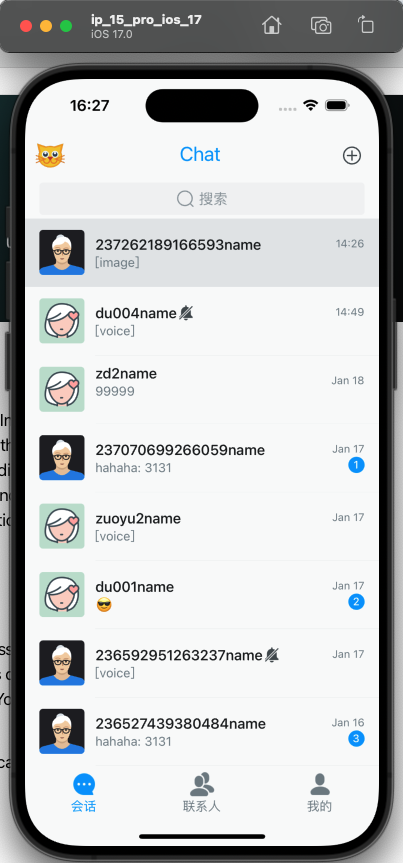 ip_15_pro_ios_17
iOS 17.0
16:27
Chat
搜索
237262189166593name
14:26
[image]
du004name
14:49
[voice]
zd2name
Jan 18
99999
237070699266059name
Jan 17
hahaha: 3131
1
zuoyu2name
Jan 17
[voice]
du001name
Jan 17
2
236592951263237name
Jan 17
[voice]
236527439380484name
Jan 16
hahaha: 3131
3
会话
联系人
我的